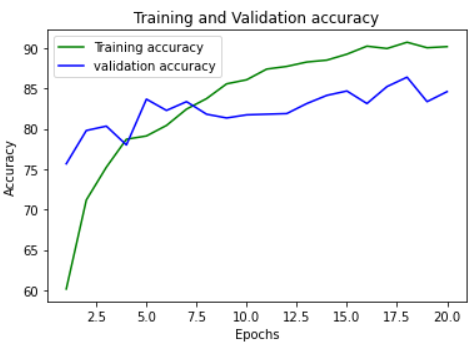 Training and Validation accuracy
Training accuracy
validation accuracy
Accuracy
90
85
80
75
70
65
60
2.5 5.0 7.5 10.0 12.5 15.0 17.5 20.0
Epochs